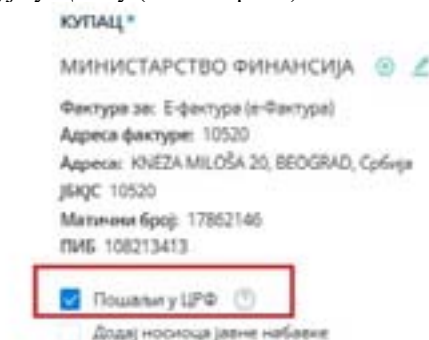 КУПАЦ *
МИНИСТАРСТВО ФИНАНСИЈА
Фактура за: Е-фактура (е-Фактура)
Адреса фактуре: 10520
Адреса: KNEZA MILOŠA 20, BEOGRAD, Србија
ЈБКЈС 10520
Матични број: 17862146
ПИБ 108213413
Пошаљи у ЦРФ
Додај носиоца јавне набавке